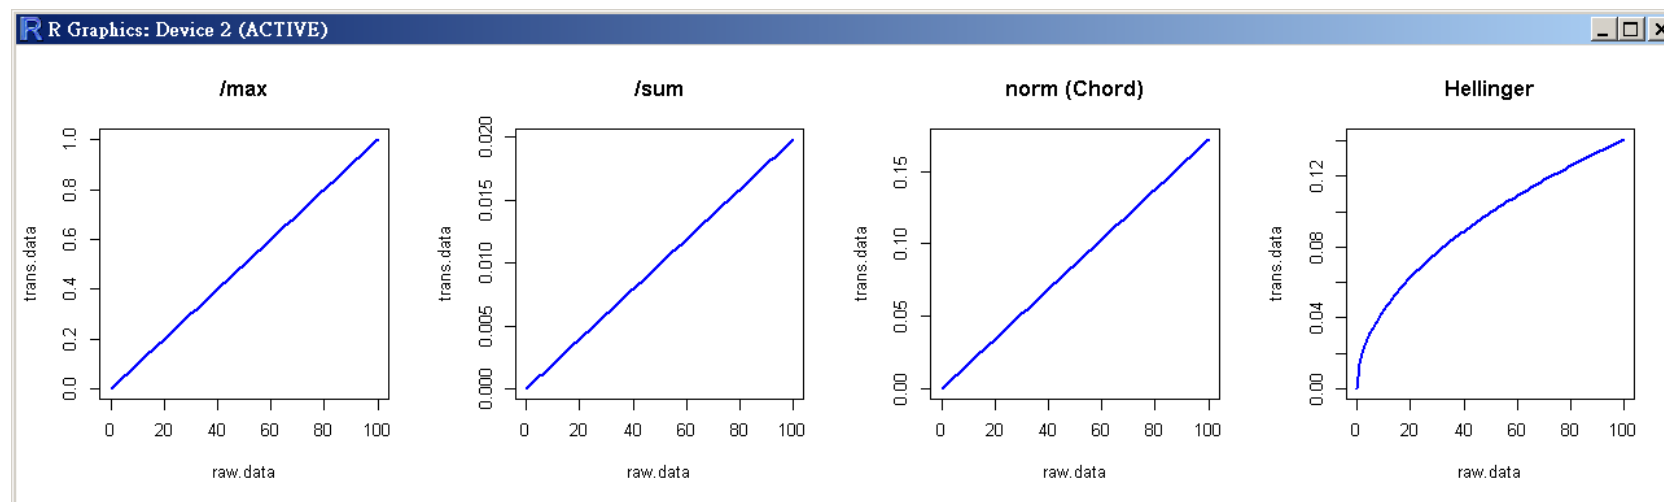 R Graphics: Device 2 (ACTIVE)
/max
trans.data
0.0 0.2 0.4 0.6 0.8 1.0
0 20 40 60 80 100
raw.data
/sum
trans.data
0.000 0.005 0.010 0.015 0.020
0 20 40 60 80 100
raw.data
norm (Chord)
trans.data
0.00 0.05 0.10 0.15
0 20 40 60 80 100
raw.data
Hellinger
trans.data
0.00 0.04 0.08 0.12
0 20 40 60 80 100
raw.data